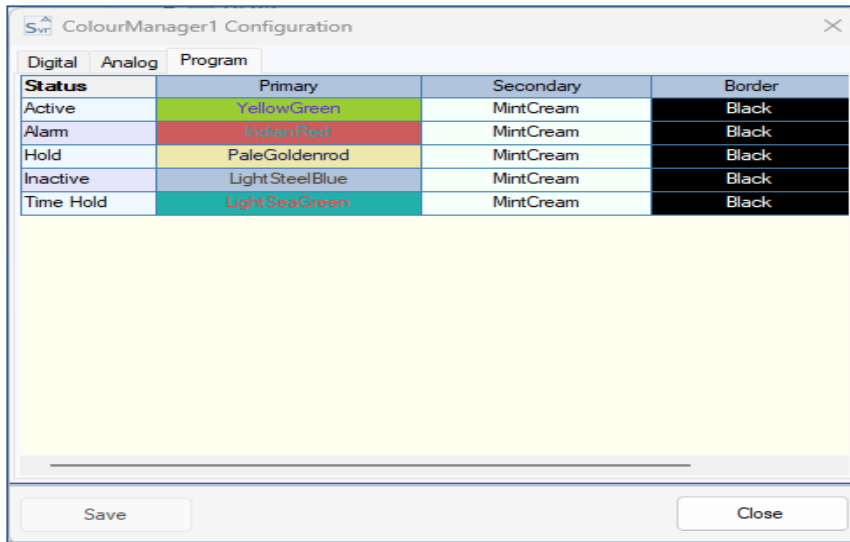 Svr ColourManager1 Configuration
Digital Analog Program
Status Primary Secondary Border
Active YellowGreen MintCream Black
Alarm IndianRed MintCream Black
Hold PaleGoldenrod MintCream Black
Inactive LightSteelBlue MintCream Black
Time Hold LightSeaGreen MintCream Black
Save Close